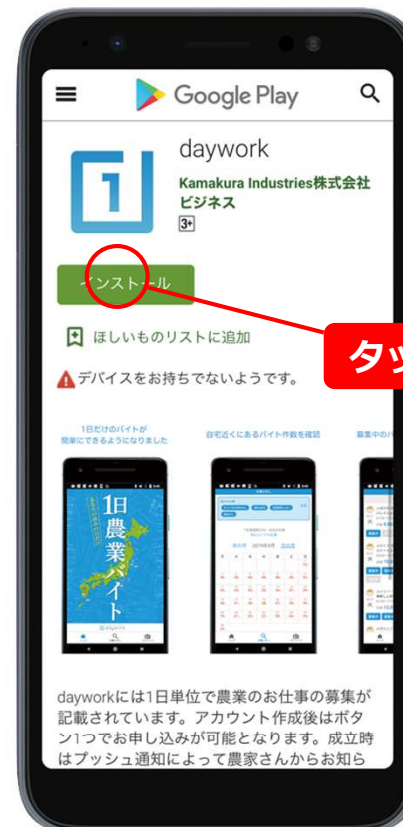 Google Play
daywork
Kamakura Industries株式会社
ビジネス
3+
インストール
ほしいものリストに追加
タッ
デバイスをお持ちでないようです。
1日だけのバイトが
簡単にできるようになりました
自宅近くにあるバイト件数を確認
募集中のバ
1日
農業バイト
2019年9月
dayworkには1日単位で農業のお仕事の募集が
記載されています。アカウント作成後はボタ
ン1つでお申し込みが可能となります。成立時
はプッシュ通知によって農家さんからお知ら